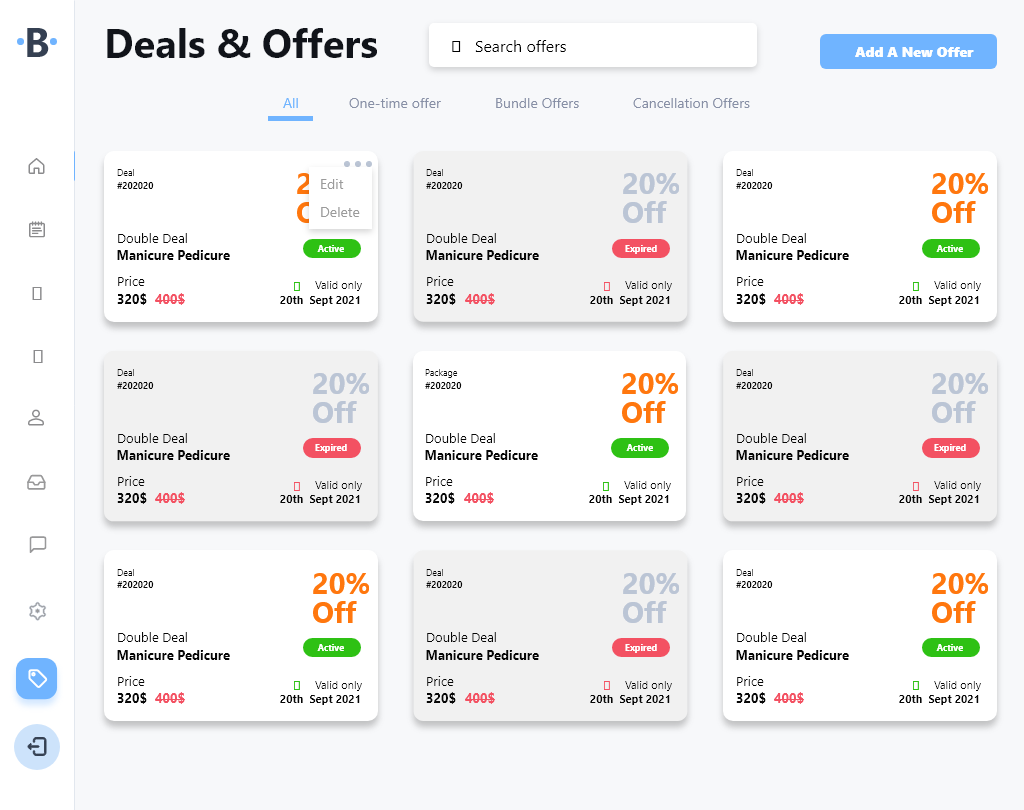 B
Deals & Offers
Search offers
Add A New Offer
All
One-time offer
Bundle Offers
Cancellation Offers
Deal
#202020
Edit
Delete
Double Deal
Manicure Pedicure
Active
Price
320$ 400$
Valid only
20th Sept 2021
Deal
#202020
20%
Off
Double Deal
Manicure Pedicure
Expired
Price
320$ 400$
Valid only
20th Sept 2021
Deal
#202020
20%
Off
Double Deal
Manicure Pedicure
Active
Price
320$ 400$
Valid only
20th Sept 2021
Deal
#202020
20%
Off
Double Deal
Manicure Pedicure
Expired
Price
320$ 400$
Valid only
20th Sept 2021
Package
#202020
20%
Off
Double Deal
Manicure Pedicure
Active
Price
320$ 400$
Valid only
20th Sept 2021
Deal
#202020
20%
Off
Double Deal
Manicure Pedicure
Expired
Price
320$ 400$
Valid only
20th Sept 2021
Deal
#202020
20%
Off
Double Deal
Manicure Pedicure
Active
Price
320$ 400$
Valid only
20th Sept 2021
Deal
#202020
20%
Off
Double Deal
Manicure Pedicure
Expired
Price
320$ 400$
Valid only
20th Sept 2021
Deal
#202020
20%
Off
Double Deal
Manicure Pedicure
Active
Price
320$ 400$
Valid only
20th Sept 2021